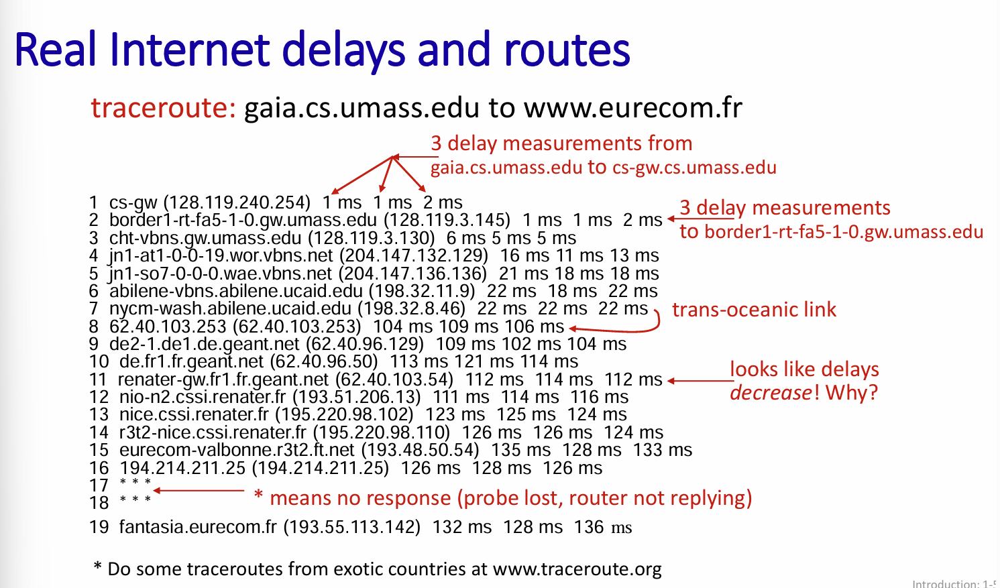 Real Internet delays and routes
traceroute: gaia.cs.umass.edu to www.eurecom.fr
3 delay measurements from
gaia.cs.umass.edu to cs-gw.cs.umass.edu
1 cs-gw (128.119.240.254) 1 ms 1 ms 2 ms
3 delay measurements
to border1-rt-fa5-1-0.gw.umass.edu
2 border1-rt-fa5-1-0.gw.umass.edu (128.119.3.145) 1 ms 1 ms 2 ms
3 cht-vbns.gw.umass.edu (128.119.3.130) 6 ms 5 ms 5 ms
4 jn1-at1-0-0-19.wor.vbns.net (204.147.132.129) 16 ms 11 ms 13 ms
5 jn1-so7-0-0-0.wae.vbns.net (204.147.136.136) 21 ms 18 ms 18 ms
6 abilene-vbns.abilene.ucaid.edu (198.32.11.9) 22 ms 18 ms 22 ms
7 nycm-wash.abilene.ucaid.edu (198.32.8.46) 22 ms 22 ms 22 ms
trans-oceanic link
8 62.40.103.253 (62.40.103.253) 104 ms 109 ms 106 ms
9 de2-1.de1.de.geant.net (62.40.96.129) 109 ms 102 ms 104 ms
10 de.fr1.fr.geant.net (62.40.96.50) 113 ms 121 ms 114 ms
11 renater-gw.fr1.fr.geant.net (62.40.103.54) 112 ms 114 ms 112 ms
looks like delays
decrease! Why?
12 nio-n2.cssi.renater.fr (193.51.206.13) 111 ms 114 ms 116 ms
13 nice.cssi.renater.fr (195.220.98.102) 123 ms 125 ms 124 ms
14 r3t2-nice.cssi.renater.fr (195.220.98.110) 126 ms 126 ms 124 ms
15 eurecom-valbonne.r3t2.ft.net (193.48.50.54) 135 ms 128 ms 133 ms
16 194.214.211.25 (194.214.211.25) 126 ms 128 ms 126 ms
17 * * *
18 * * *
* means no response (probe lost, router not replying)
19 fantasia.eurecom.fr (193.55.113.142) 132 ms 128 ms 136 ms
* Do some traceroutes from exotic countries at www.traceroute.org
Introduction: